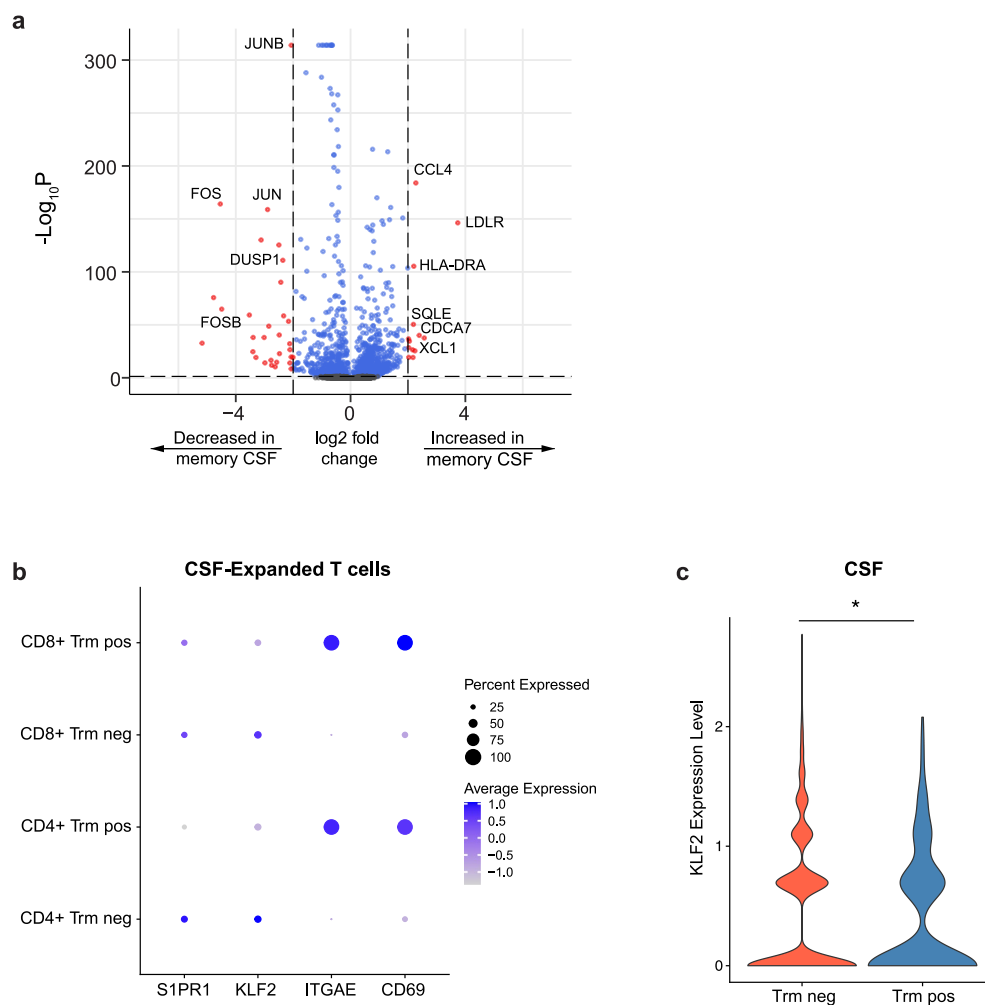 a
-Log10P
300
200
100
0
JUNB
CCL4
FOS
JUN
LDLR
DUSP1
HLA-DRA
SQLE
FOSB
CDCA7
XCL1
−4
0
4
Decreased in
memory CSF
log2 fold
change
Increased in
memory CSF
b
CSF-Expanded T cells
CD8+ Trm pos
CD8+ Trm neg
CD4+ Trm pos
CD4+ Trm neg
S1PR1
KLF2
ITGAE
CD69
Percent Expressed
25
50
75
100
Average Expression
1.0
0.5
0.0
−0.5
−1.0
c
CSF
*
KLF2 Expression Level
2
1
0
Trm neg
Trm pos